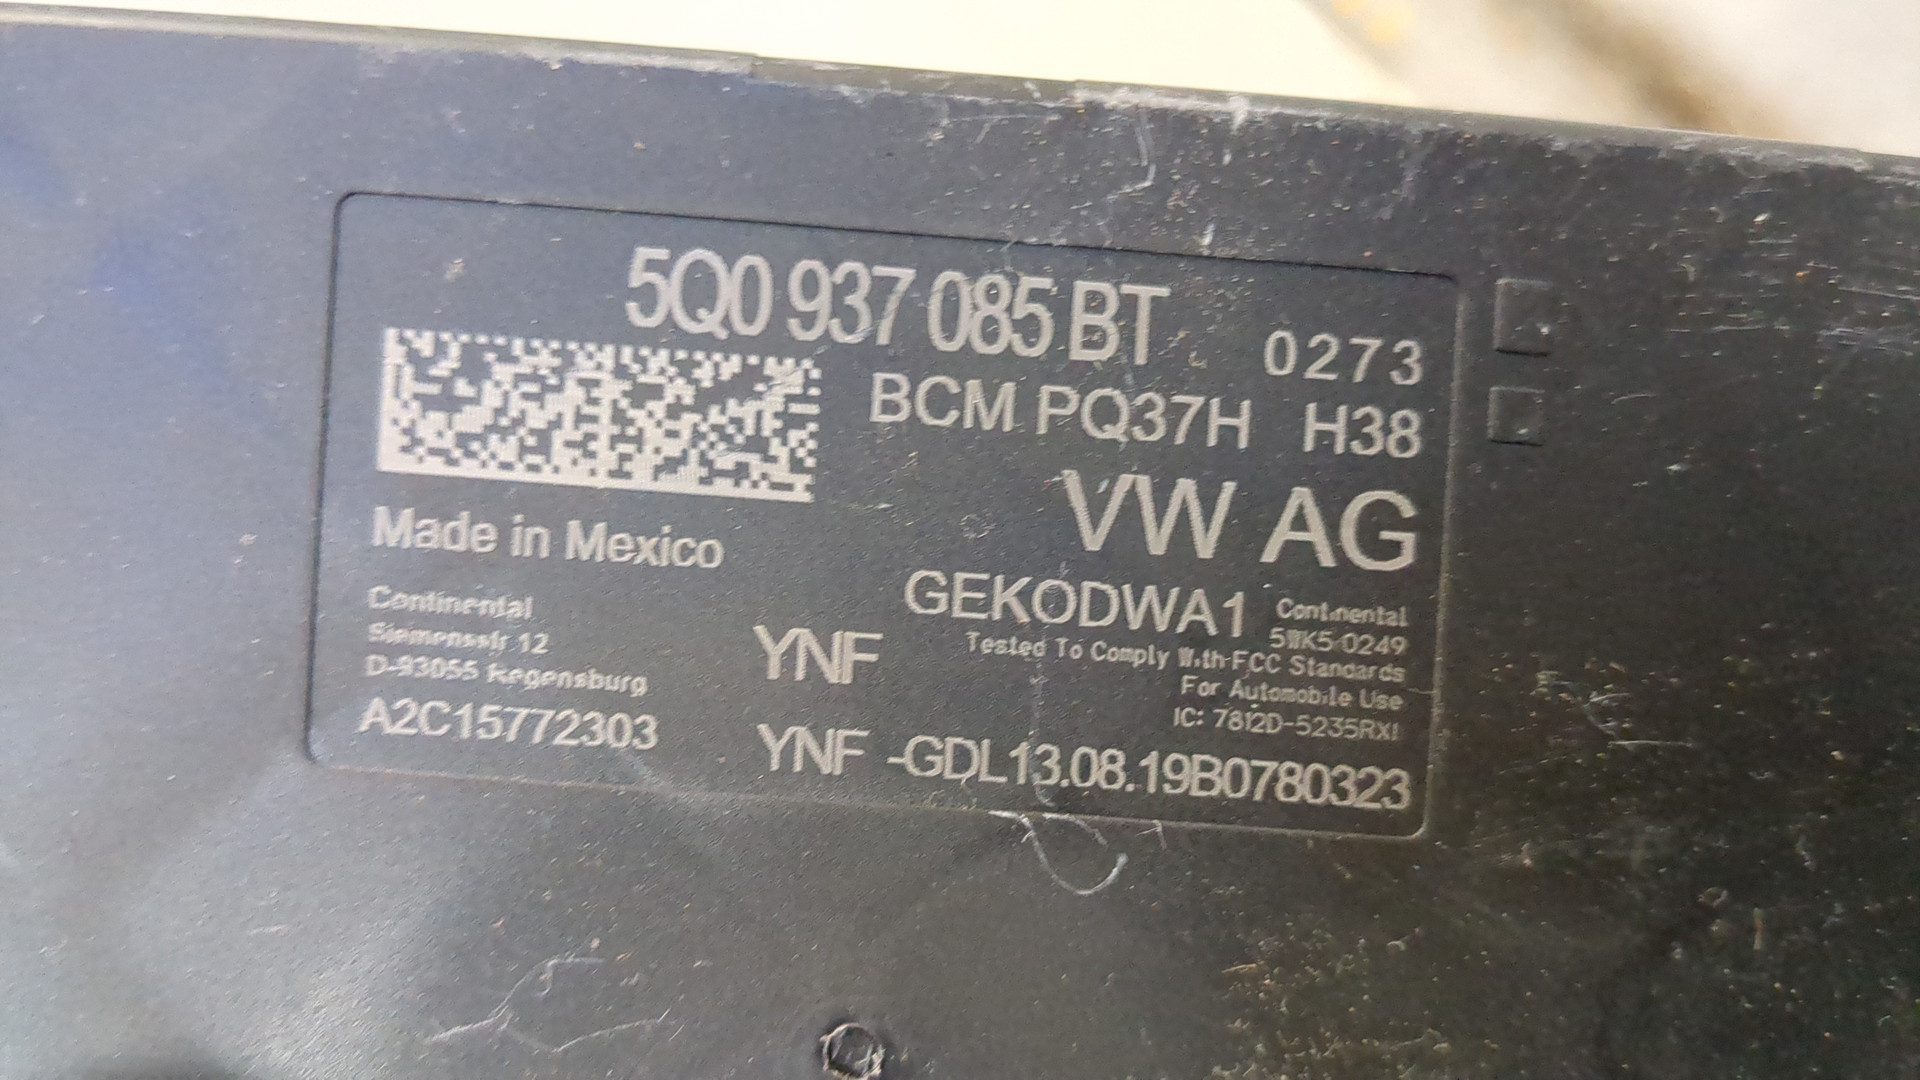 5Q0 937 085 BT 0273
BCM PQ37H H38
VW AG
Made in Mexico
GEKODWA1
Continental
Siemensstr 12
D-93055 Regensburg
A2C15772303
YNF
Continental
5WK5 0249
Tested To Comply With FCC Standards
For Automobile Use
IC: 7812D-5235RXI
YNF -GDL13.08.19B0780323